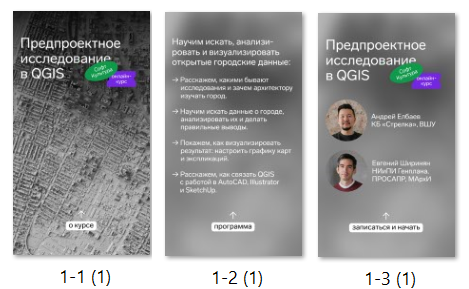 Предпроектное
исследование
в QGIS
Софт
Культура
онлайн-
курс
о курсе
1-1 (1)
Научим искать, анализи-
ровать и визуализировать
открытые городские данные:
→ Расскажем, какими бывают
исследования и зачем архитектору
изучать город.
→ Научим искать данные о городе,
анализировать их и делать
правильные выводы.
→ Покажем, как визуализировать
результат: настроить графику карт
и экспликаций.
→ Расскажем, как связать QGIS
с работой в AutoCAD, Illustrator
и SketchUp.
программа
1-2 (1)
Предпроектное
исследование
в QGIS
Софт
Культура
онлайн-
курс
Андрей Елбаев
КБ «Стрелка», ВШУ
Евгений Ширинян
НИиПИ Генплана,
ПРОСАПР, МАрхИ
записаться и начать
1-3 (1)